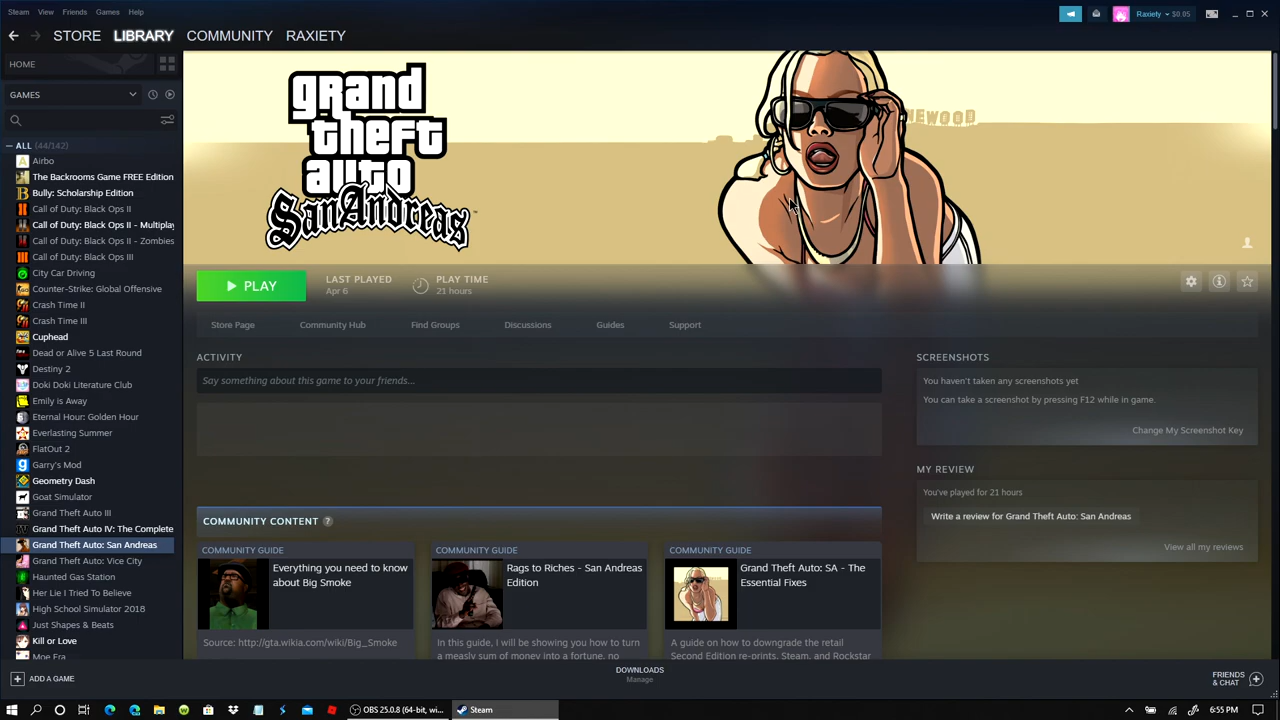 Steam View Friends Games Help
Raxiety $0.85
STORE LIBRARY COMMUNITY RAXIETY
HOME
GAMES
ALL (44/142)
Airbo
The Backrooms Game FREE Edition
Bully: Scholarship Edition
Call of Duty: Black Ops II
Call of Duty: Black Ops II - Multiplay
Call of Duty: Black Ops II - Zombies
Call of Duty: Black Ops III
City Car Driving
Counter-Strike: Global Offensive
Crash Time II
Crash Time III
Cuphead
Dead or Alive 5 Last Round
Destiny 2
Doki Doki Literature Club
Emily is Away
Eternal Hour: Golden Hour
Everlasting Summer
FlatOut 2
Garry's Mod
Geometry Dash
Goat Simulator
Grand Theft Auto III
Grand Theft Auto IV: The Complete
Grand Theft Auto: San Andreas
Grand Theft Auto: Vice City
Haunted Gas Station
Her Lie I Tried To Believe
High School Simulator 2018
Just Shapes & Beats
Kill or Love
Moe Era
grand
theft
auto
San Andreas
NEWOOD
PLAY
LAST PLAYED
Apr 6
PLAY TIME
21 hours
Store Page Community Hub Find Groups Discussions Guides Support
ACTIVITY
Say something about this game to your friends...
SCREENSHOTS
You haven't taken any screenshots yet
You can take a screenshot by pressing F12 while in game.
Change My Screenshot Key
MY REVIEW
You've played for 21 hours
Write a review for Grand Theft Auto: San Andreas
View all my reviews
COMMUNITY CONTENT ?
COMMUNITY GUIDE
Everything you need to know
about Big Smoke
Source: http://gta.wikia.com/wiki/Big_Smoke
COMMUNITY GUIDE
Rags to Riches - San Andreas
Edition
In this guide, I will be showing you how to turn
a measly sum of money into a fortune, no
COMMUNITY GUIDE
Grand Theft Auto: SA - The
Essential Fixes
A guide on how to downgrade the retail
Second Edition re-prints, Steam, and Rockstar
ADD A GAME
DOWNLOADS
Manage
FRIENDS
& CHAT
OBS 25.0.8 (64-bit, wi...
Steam
6:55 PM